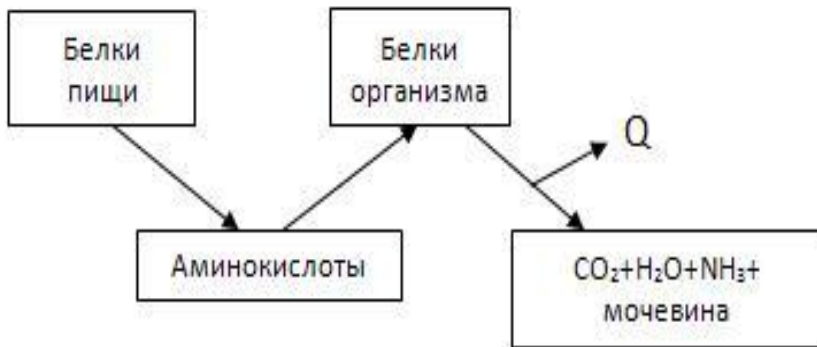 Белки
пищи
Белки
организма
Q
Аминокислоты
CO₂+H₂O+NH₃+
мочевина